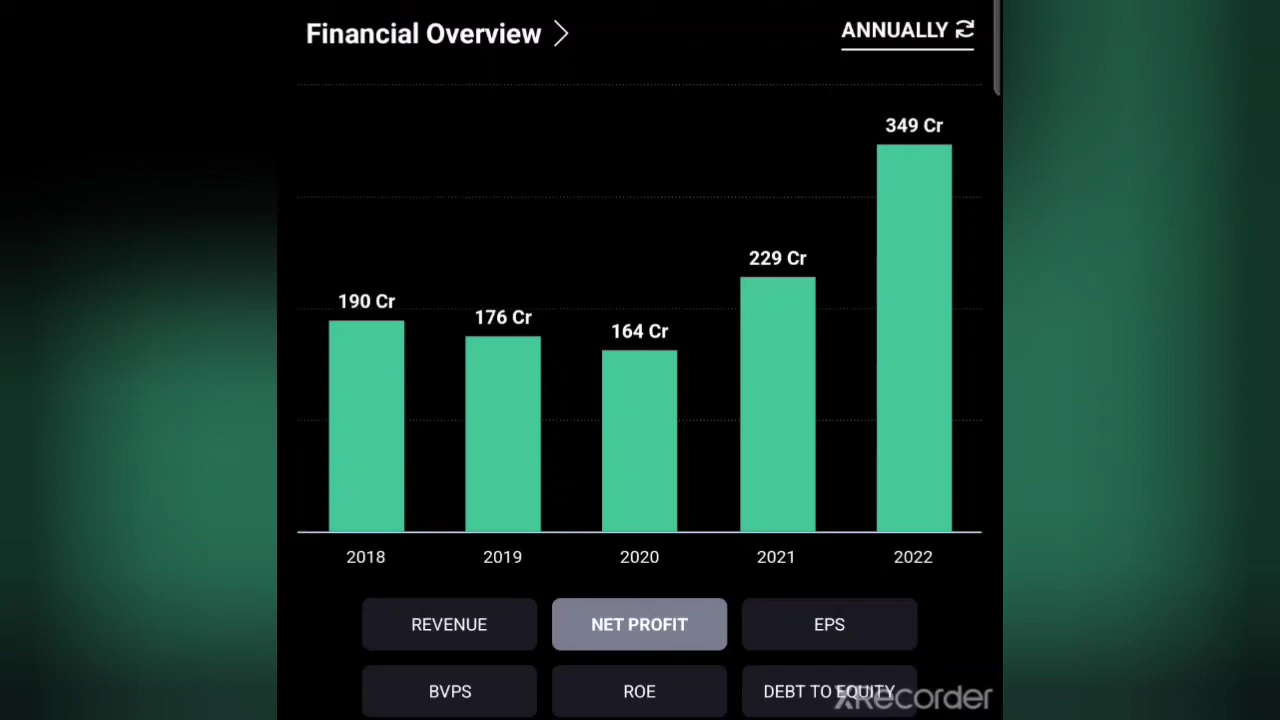 Financial Overview
ANNUALLY
349 Cr
229 Cr
190 Cr
176 Cr
164 Cr
2018 2019 2020 2021 2022
REVENUE NET PROFIT EPS
BVPS ROE DEBT TO EQUITY
XRecorder